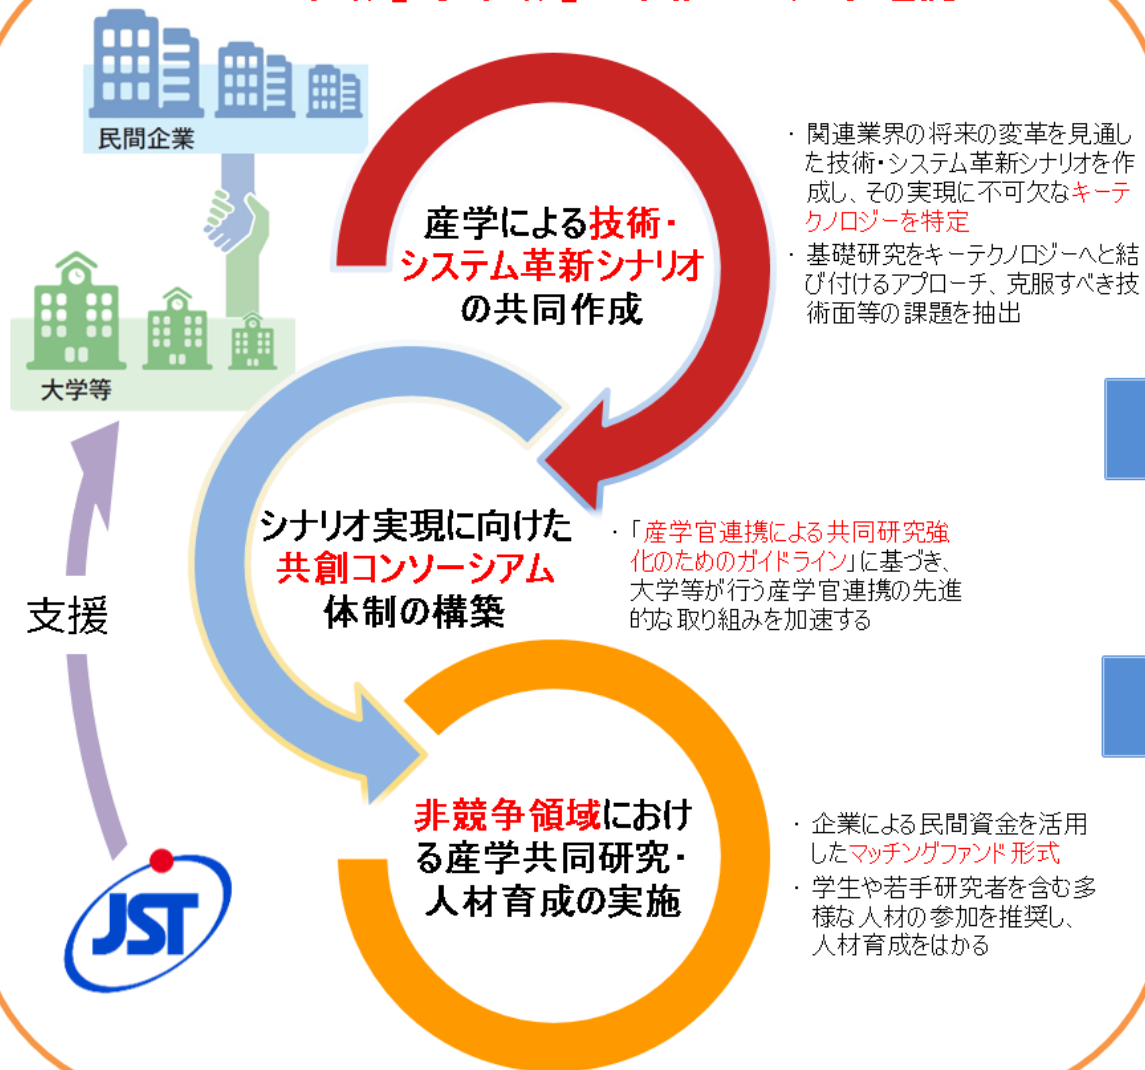 民間企業
大学等
支援
JST
産学による技術・
システム革新シナリオ
の共同作成
・関連業界の将来の変革を見通し
た技術・システム革新シナリオを作
成し、その実現に不可欠なキーテ
クノロジーを特定
・基礎研究をキーテクノロジーへと結
び付けるアプローチ、克服すべき技
術面等の課題を抽出
シナリオ実現に向けた
共創コンソーシアム
体制の構築
・「産学官連携による共同研究強
化のためのガイドライン」に基づき、
大学等が行う産学官連携の先進
的な取り組みを加速する
非競争領域におけ
る産学共同研究・
人材育成の実施
・企業による民間資金を活用
したマッチングファンド形式
・学生や若手研究者を含む多
様な人材の参加を推奨し、
人材育成をはかる